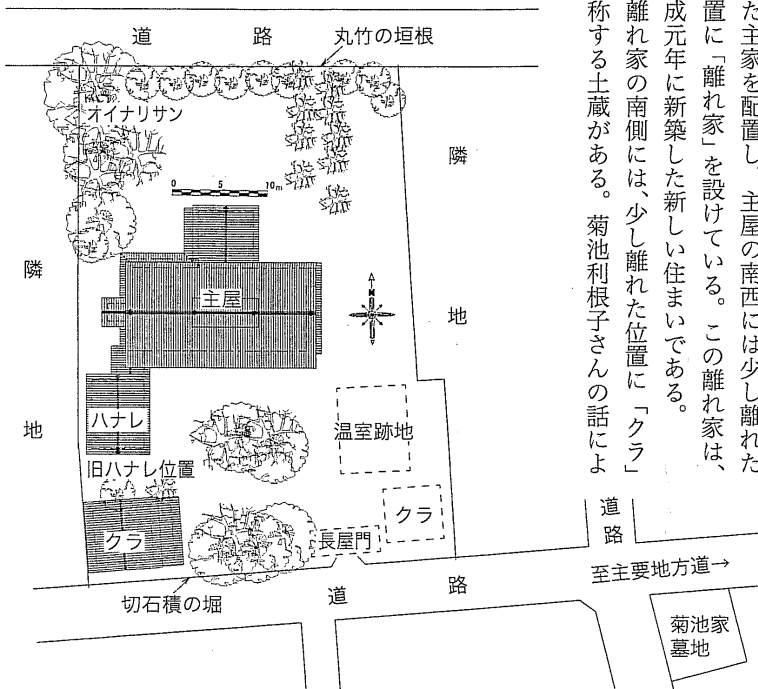 た主家を配置し、主屋の南西には少し離れた
置に「離れ家」を設けている。この離れ家は、
成元年に新築した新しい住まいである。
離れ家の南側には、少し離れた位置に「クラ」
称する土蔵がある。菊池利根子さんの話によ
道路
丸竹の垣根
オイナリサン
隣地
0 5 10m
主屋
N
隣地
ハナレ
温室跡地
旧ハナレ位置
クラ
クラ
長屋門
道路
切石積の堀
道路
至主要地方道→
菊池家
墓地